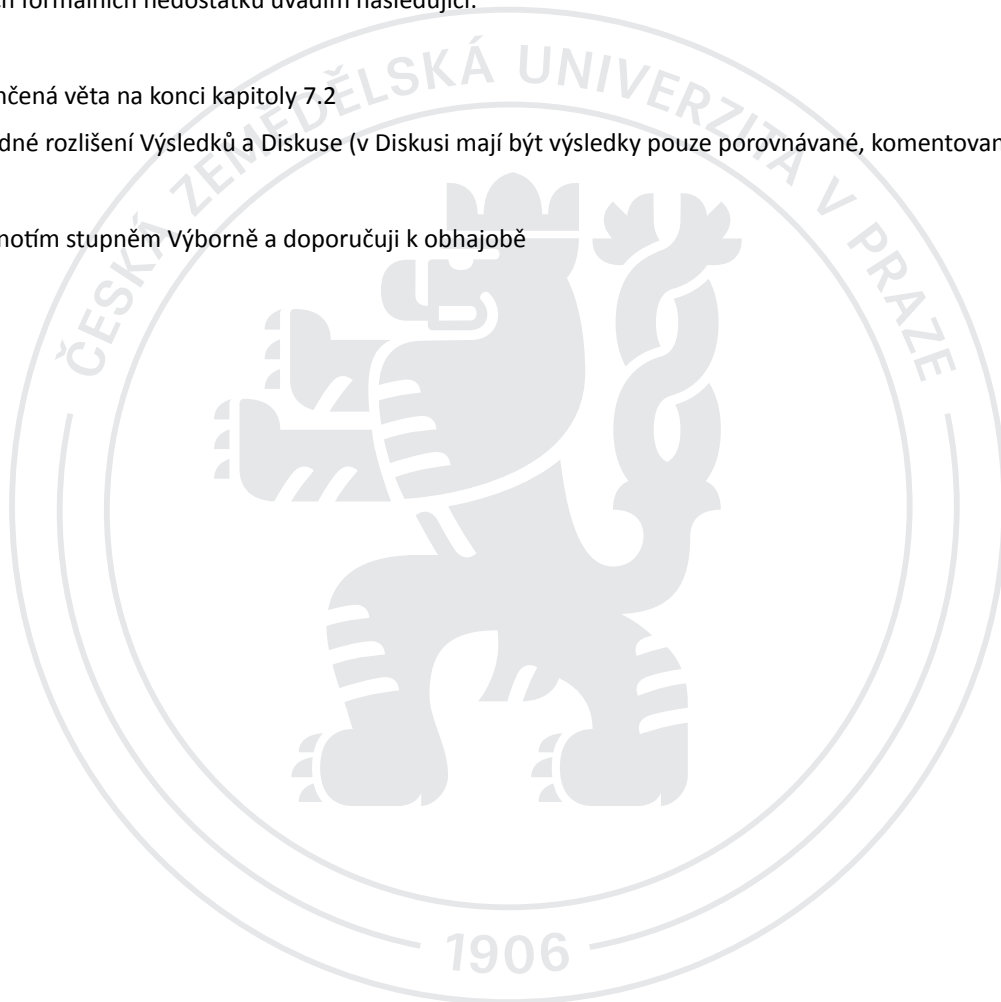 formálních nedostatků uvádím následující:
nčená věta na konci kapitoly 7.2
dné rozlišení Výsledků a Diskuse (v Diskusi mají být výsledky pouze porovnávané, komentovan
notím stupněm Výborně a doporučuji k obhajobě
ČESKÁ ZEMĚDĚLSKÁ UNIVERZITA V PRAZE
1906